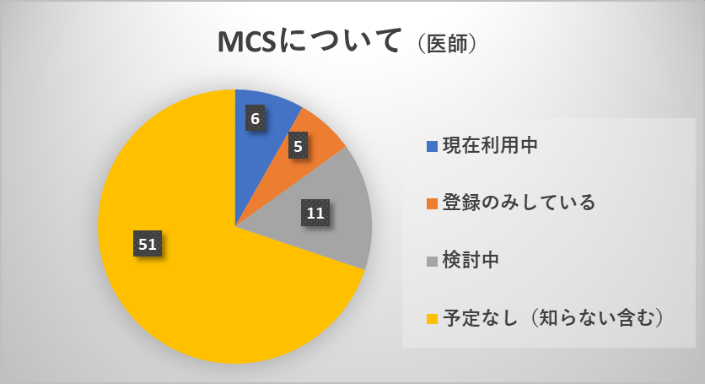 MCSについて（医師）
6
5
11
51
現在利用中
登録のみしている
検討中
予定なし（知らない含む）